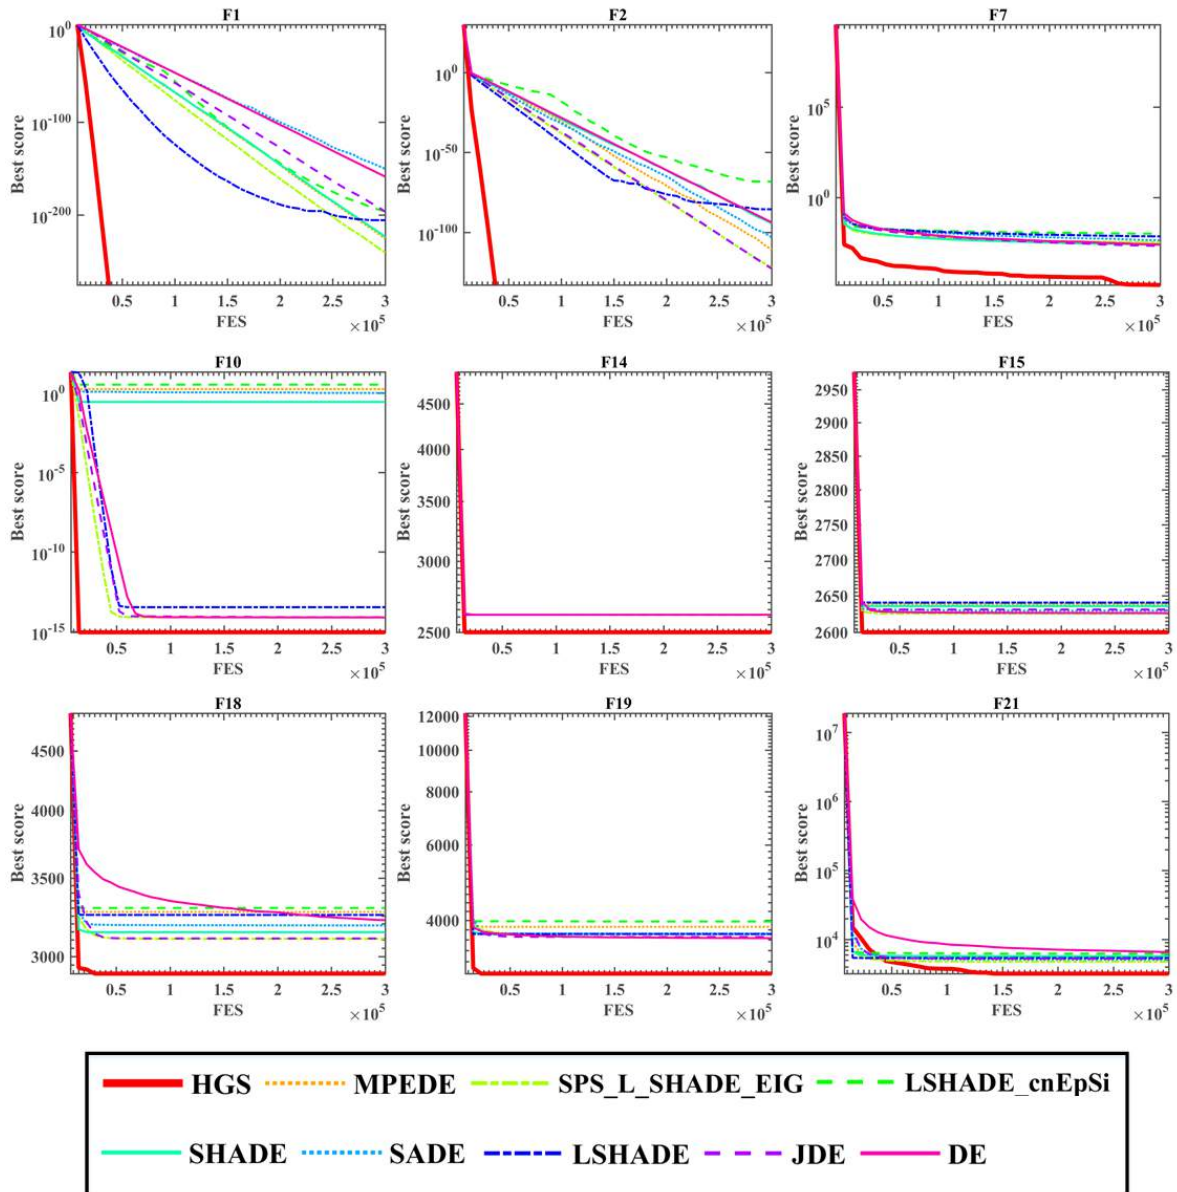 F1
F2
F7
Best score
10^0
10^-100
10^-200
0.5 1 1.5 2 2.5 3
FES
×10^5
Best score
10^0
10^-50
10^-100
0.5 1 1.5 2 2.5 3
FES
×10^5
Best score
10^5
10^0
0.5 1 1.5 2 2.5 3
FES
×10^5
F10
F14
F15
Best score
10^0
10^-5
10^-10
10^-15
0.5 1 1.5 2 2.5 3
FES
×10^5
Best score
4500
4000
3500
3000
2500
0.5 1 1.5 2 2.5 3
FES
×10^5
Best score
2950
2900
2850
2800
2750
2700
2650
2600
0.5 1 1.5 2 2.5 3
FES
×10^5
F18
F19
F21
Best score
4500
4000
3500
3000
0.5 1 1.5 2 2.5 3
FES
×10^5
Best score
12000
10000
8000
6000
4000
0.5 1 1.5 2 2.5 3
FES
×10^5
Best score
10^7
10^6
10^5
10^4
0.5 1 1.5 2 2.5 3
FES
×10^5
HGS MPEDE SPS_L_SHADE_EIG LSHADE_cnEpSi
SHADE SADE LSHADE JDE DE